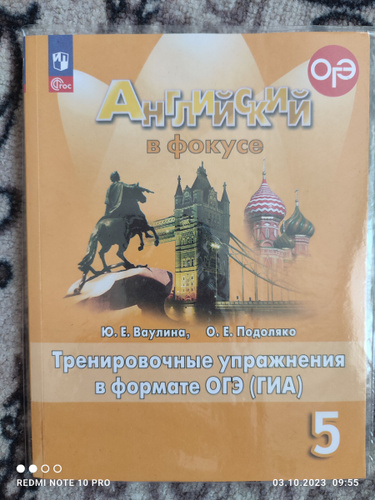 ФГОС
ОГЭ
Английский
в фокусе
Ю. Е. Ваулина, О. Е. Подоляко
Тренировочные упражнения
в формате ОГЭ (ГИА)
5
REDMI NOTE 10 PRO
03.10.2023 09:55